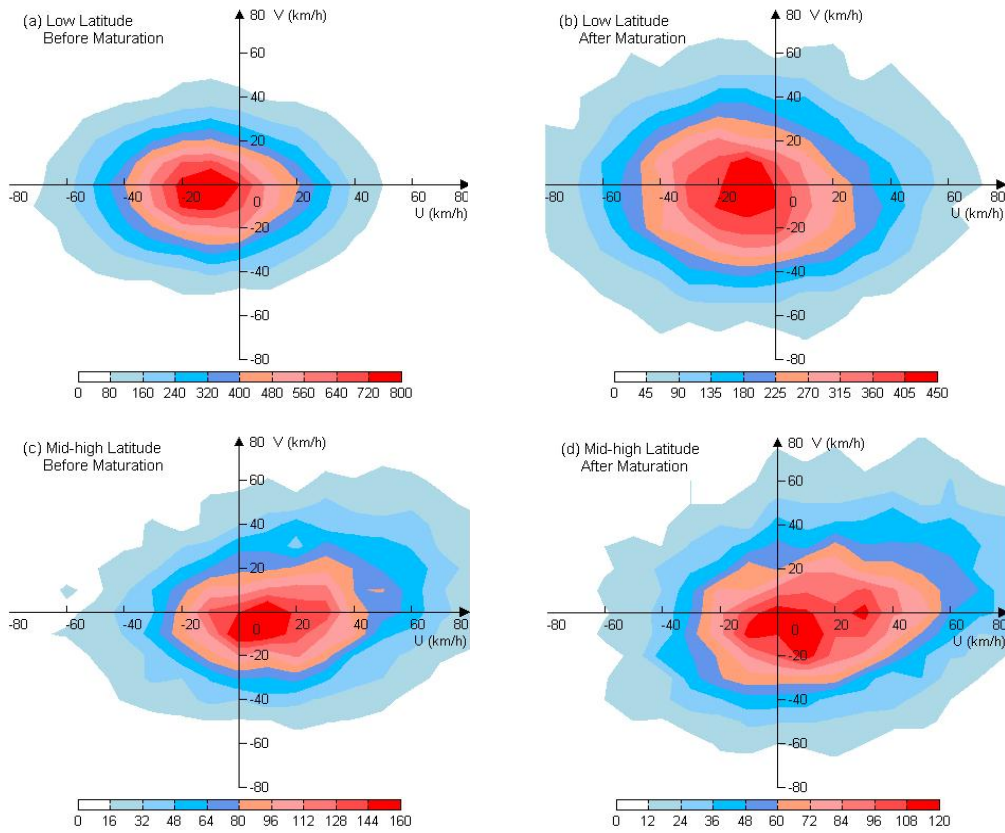 (a) Low Latitude
Before Maturation
80 V (km/h)
60
40
20
-80 -60 -40 -20 0 20 40 60 80
U (km/h)
-20
-40
-60
-80
0 80 160 240 320 400 480 560 640 720 800
(b) Low Latitude
After Maturation
80 V (km/h)
60
40
20
-80 -60 -40 -20 0 20 40 60 80
U (km/h)
-20
-40
-60
-80
0 45 90 135 180 225 270 315 360 405 450
(c) Mid-high Latitude
Before Maturation
80 V (km/h)
60
40
20
-80 -60 -40 -20 0 20 40 60 80
U (km/h)
-20
-40
-60
-80
0 16 32 48 64 80 96 112 128 144 160
(d) Mid-high Latitude
After Maturation
80 V (km/h)
60
40
20
-80 -60 -40 -20 0 20 40 60 80
U (km/h)
-20
-40
-60
-80
0 12 24 36 48 60 72 84 96 108 120